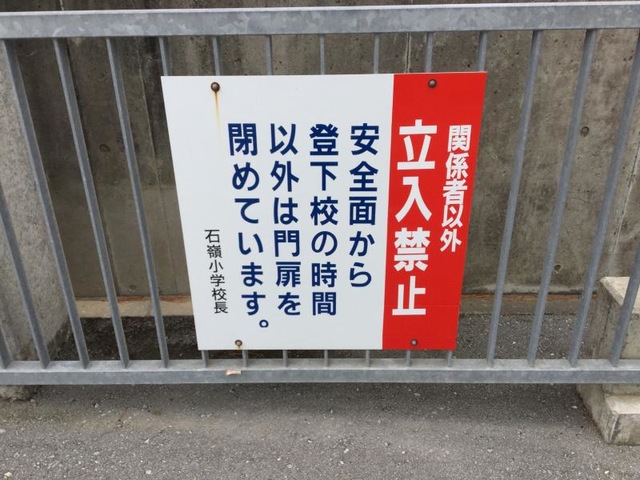 関係者以外
立入禁止
安全面から
登下校の時間
以外は門扉を
閉めています。
石嶺小学校長